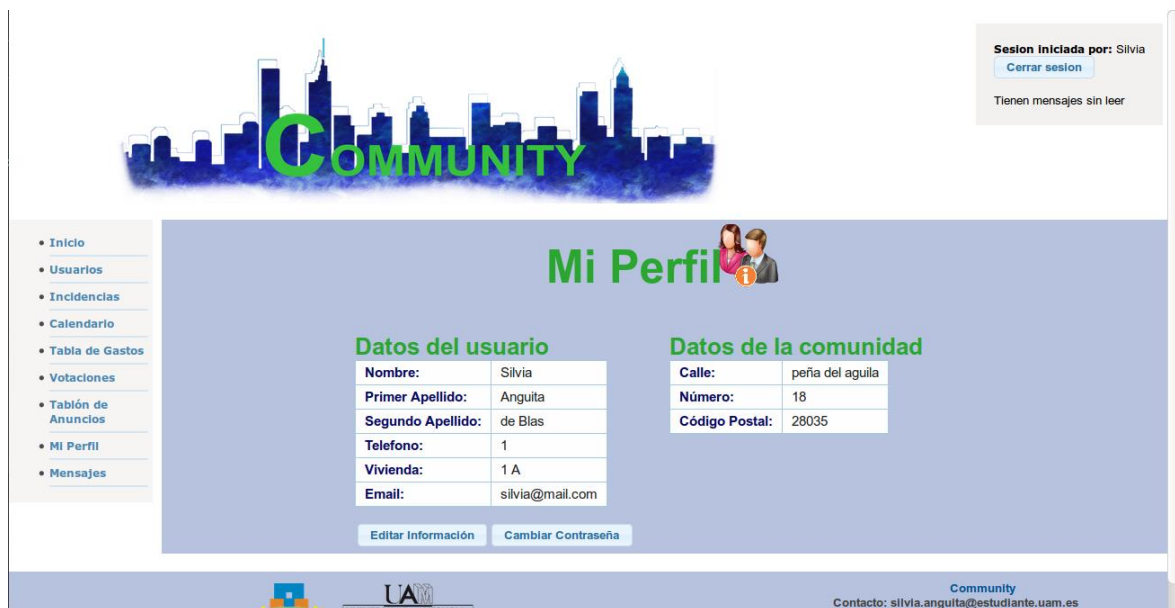 Sesion iniciada por: Silvia
Cerrar sesion
Tienen mensajes sin leer
COMMUNITY
Inicio
Usuarios
Incidencias
Calendario
Tabla de Gastos
Votaciones
Tablón de
Anuncios
Mi Perfil
Mensajes
Mi Perfil
Datos del usuario
Nombre: Silvia
Primer Apellido: Anguita
Segundo Apellido: de Blas
Telefono: 1
Vivienda: 1 A
Email: silvia@mail.com
Editar Información Cambiar Contraseña
Datos de la comunidad
Calle: peña del aguila
Número: 18
Código Postal: 28035
UAM
Community
Contacto: silvia.anguita@estudiante.uam.es